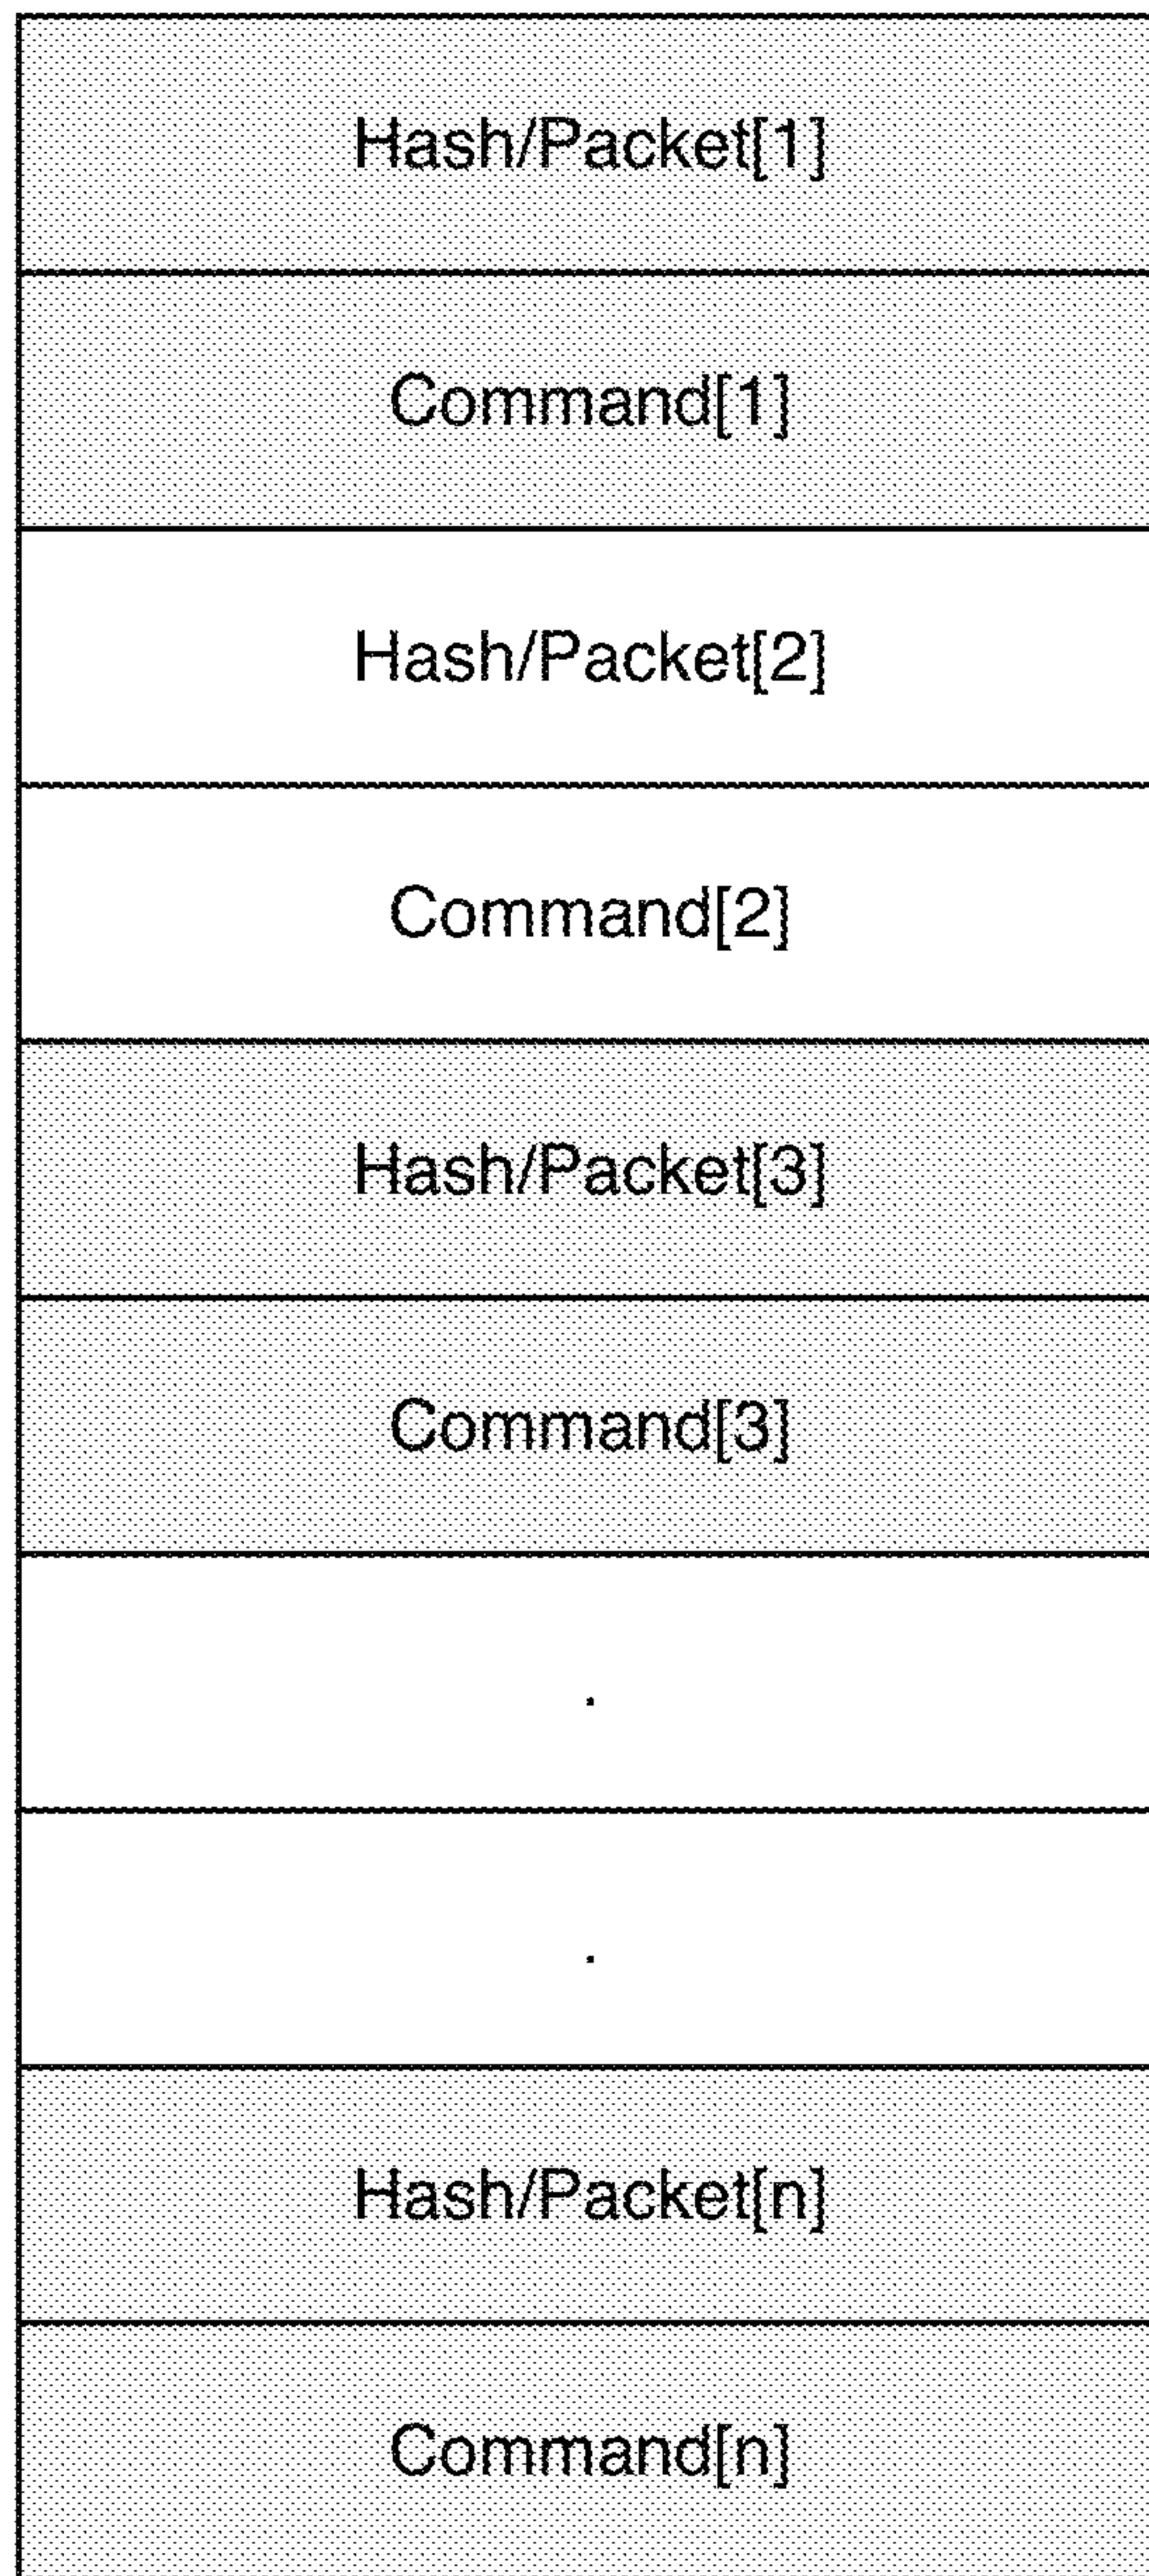 Hash/Packet[1]
Command[1]
Hash/Packet[2]
Command[2]
Hash/Packet[3]
Command[3]
.
.
Hash/Packet[n]
Command[n]